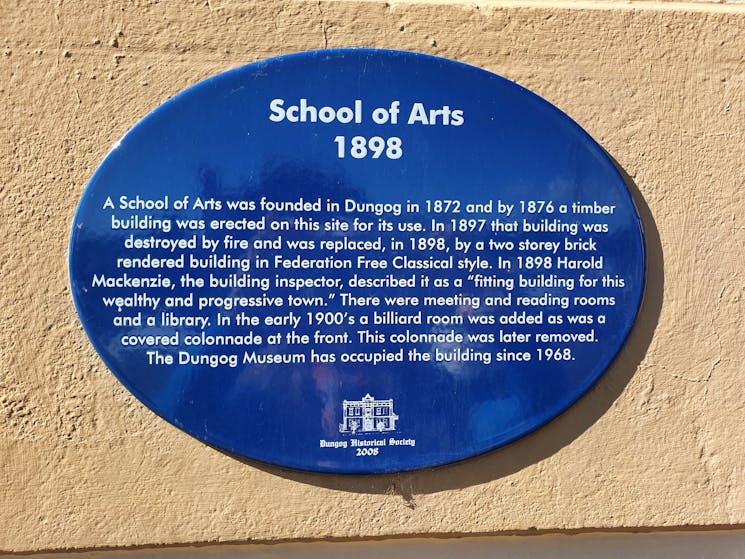 School of Arts
1898
A School of Arts was founded in Dungog in 1872 and by 1876 a timber
building was erected on this site for its use. In 1897 that building was
destroyed by fire and was replaced, in 1898, by a two storey brick
rendered building in Federation Free Classical style. In 1898 Harold
Mackenzie, the building inspector, described it as a “fitting building for this
wealthy and progressive town.” There were meeting and reading rooms
and a library. In the early 1900’s a billiard room was added as was a
covered colonnade at the front. This colonnade was later removed.
The Dungog Museum has occupied the building since 1968.
Dungog Historical Society
2008